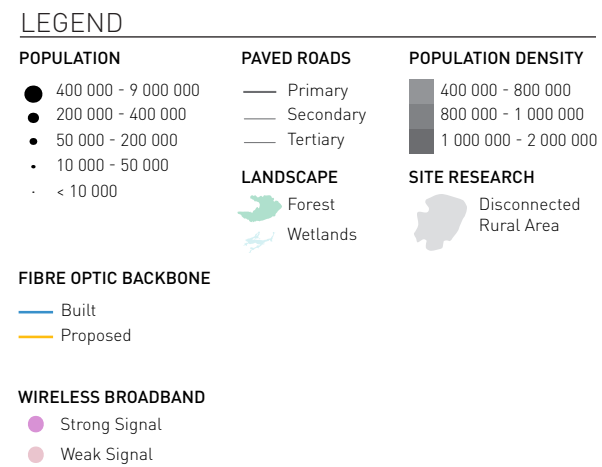 LEGEND
POPULATION
400 000 - 9 000 000
200 000 - 400 000
50 000 - 200 000
10 000 - 50 000
< 10 000
PAVED ROADS
Primary
Secondary
Tertiary
LANDSCAPE
Forest
Wetlands
POPULATION DENSITY
400 000 - 800 000
800 000 - 1 000 000
1 000 000 - 2 000 000
SITE RESEARCH
Disconnected
Rural Area
FIBRE OPTIC BACKBONE
Built
Proposed
WIRELESS BROADBAND
Strong Signal
Weak Signal